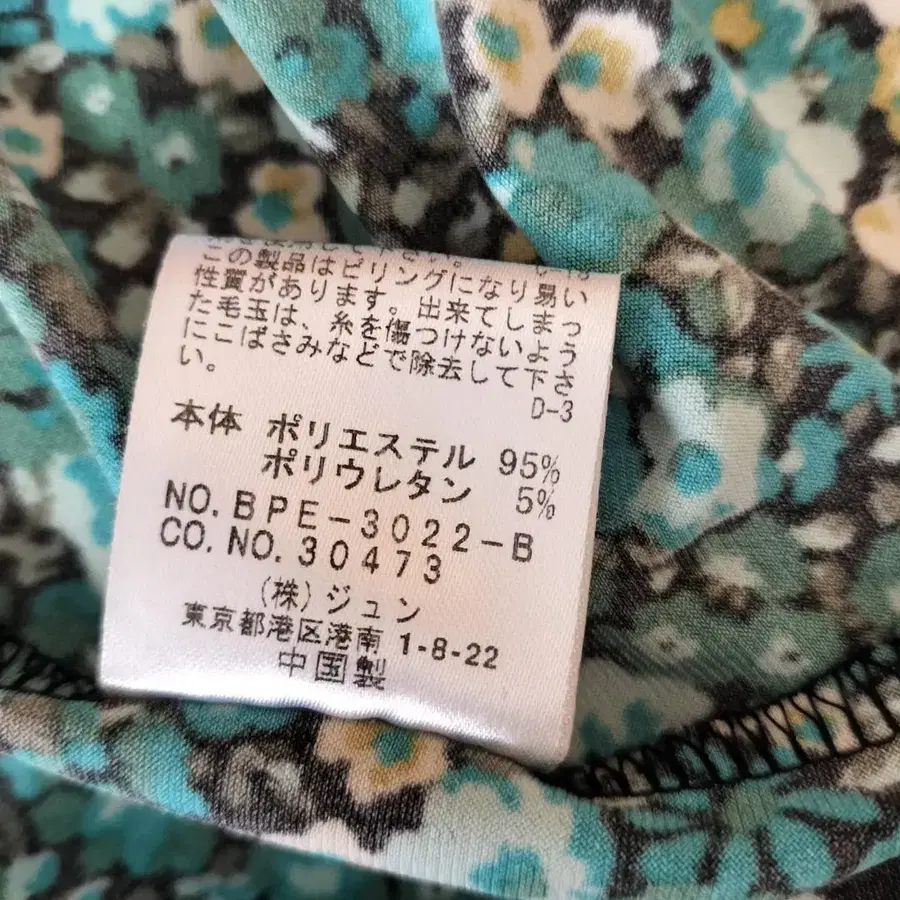 この製品はピリングになり易い
性質があります。出来てしまっ
た毛玉は、糸を傷つけないよう
にこばさみなどで除去して下さ
い。
D-3
本体 ポリエステル 95%
ポリウレタン 5%
NO.BPE-3022-B
CO.NO.30473
(株)ジュン
東京都港区港南 1-8-22
中国製